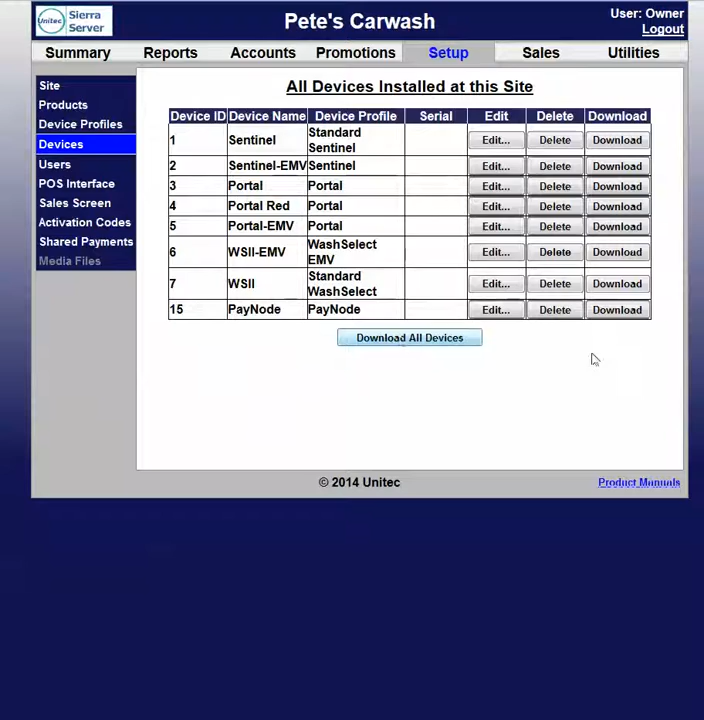 Unitec Sierra Server
Pete's Carwash
User: Owner
Logout
Summary Reports Accounts Promotions Setup Sales Utilities
Site
Products
Device Profiles
Devices
Users
POS Interface
Sales Screen
Activation Codes
Shared Payments
Media Files
All Devices Installed at this Site
Device ID Device Name Device Profile Serial Edit Delete Download
1 Sentinel Standard Sentinel Edit... Delete Download
2 Sentinel-EMV Sentinel Edit... Delete Download
3 Portal Portal Edit... Delete Download
4 Portal Red Portal Edit... Delete Download
5 Portal-EMV Portal Edit... Delete Download
6 WSII-EMV WashSelect EMV Edit... Delete Download
7 WSII Standard WashSelect Edit... Delete Download
15 PayNode PayNode Edit... Delete Download
Download All Devices
© 2014 Unitec
Product Manuals